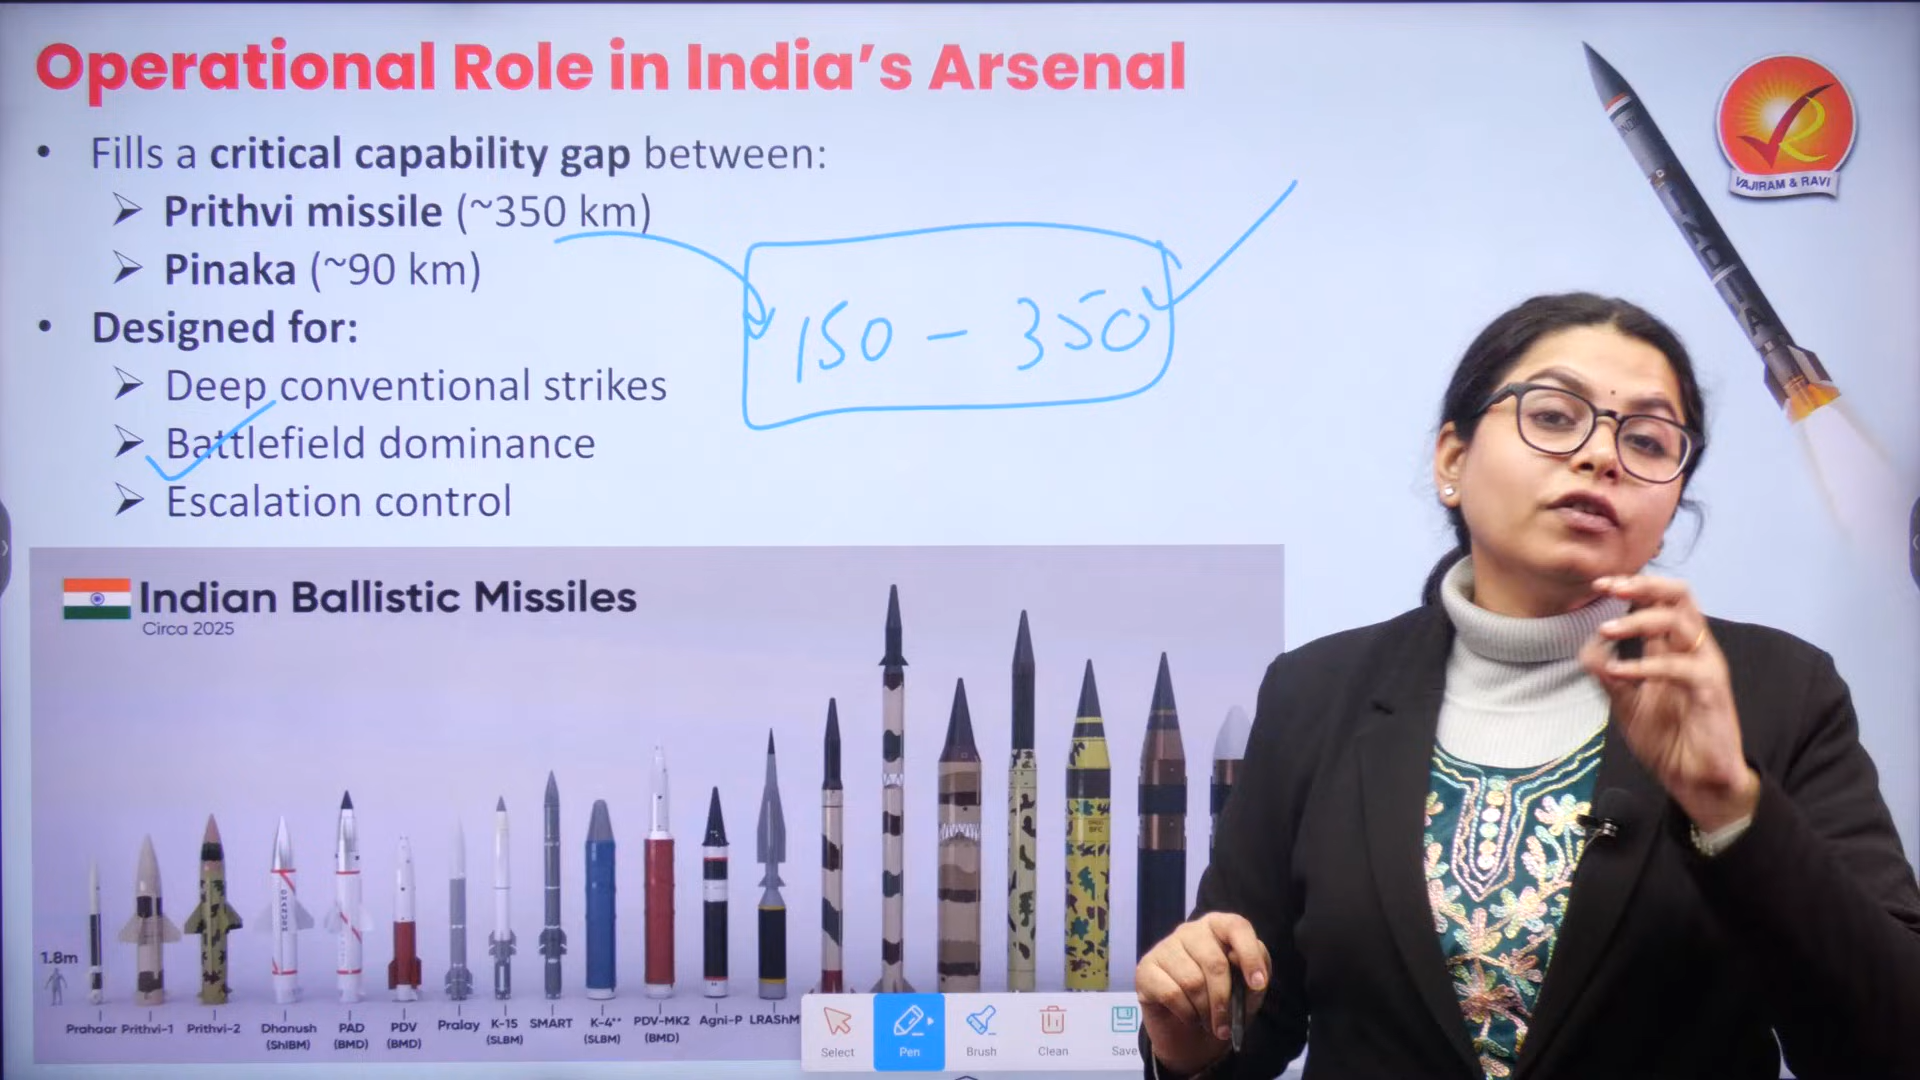 Operational Role in India's Arsenal
VAJIRAM & RAVI
• Fills a critical capability gap between:
➢ Prithvi missile (~350 km)
➢ Pinaka (~90 km)
150 - 350
• Designed for:
➢ Deep conventional strikes
➢ Battlefield dominance
➢ Escalation control
INDIA
Indian Ballistic Missiles
Circa 2025
1.8m
Prahaar
Prithvi-1
Prithvi-2
Dhanush
(ShIBM)
PAD
(BMD)
PDV
(BMD)
Pralay
K-15
(SLBM)
SMART
K-4**
(SLBM)
PDV-MK2
(BMD)
Agni-P
LRAShM
Select
Pen
Brush
Clean
Save